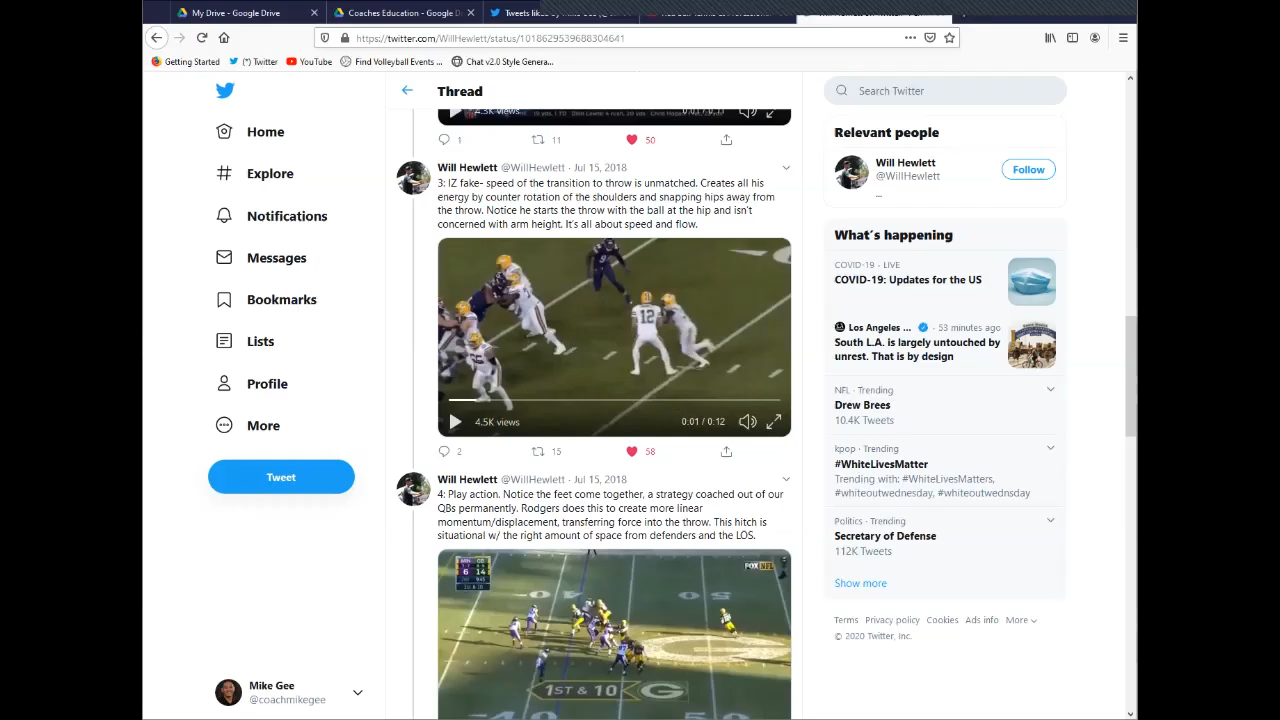 My Drive - Google Drive
Coaches Education - Google D
Tweets liked by Mike Gee (@
https://twitter.com/WillHewlett/status/1018629539688304641
Getting Started
(*) Twitter
YouTube
Find Volleyball Events ...
Chat v2.0 Style Genera...
Home
Explore
Notifications
Messages
Bookmarks
Lists
Profile
More
Tweet
Mike Gee
@coachmikegee
Thread
4.3K views
1
11
50
Will Hewlett @WillHewlett · Jul 15, 2018
3: IZ fake- speed of the transition to throw is unmatched. Creates all his
energy by counter rotation of the shoulders and snapping hips away from
the throw. Notice he starts the throw with the ball at the hip and isn't
concerned with arm height. It's all about speed and flow.
12
4.5K views
0:01 / 0:12
2
15
58
Will Hewlett @WillHewlett · Jul 15, 2018
4: Play action. Notice the feet come together, a strategy coached out of our
QBs permanently. Rodgers does this to create more linear
momentum/displacement, transferring force into the throw. This hitch is
situational w/ the right amount of space from defenders and the LOS.
6 14
FOX NFL
1ST & 10
G
Search Twitter
Relevant people
Will Hewlett
@WillHewlett
Follow
...
What's happening
COVID-19 · LIVE
COVID-19: Updates for the US
Los Angeles ... · 53 minutes ago
South L.A. is largely untouched by
unrest. That is by design
NFL · Trending
Drew Brees
10.4K Tweets
kpop · Trending
#WhiteLivesMatter
Trending with: #WhiteLivesMatters,
#whiteoutwednesday, #whiteoutwednsday
Politics · Trending
Secretary of Defense
112K Tweets
Show more
Terms Privacy policy Cookies Ads info More
© 2020 Twitter, Inc.